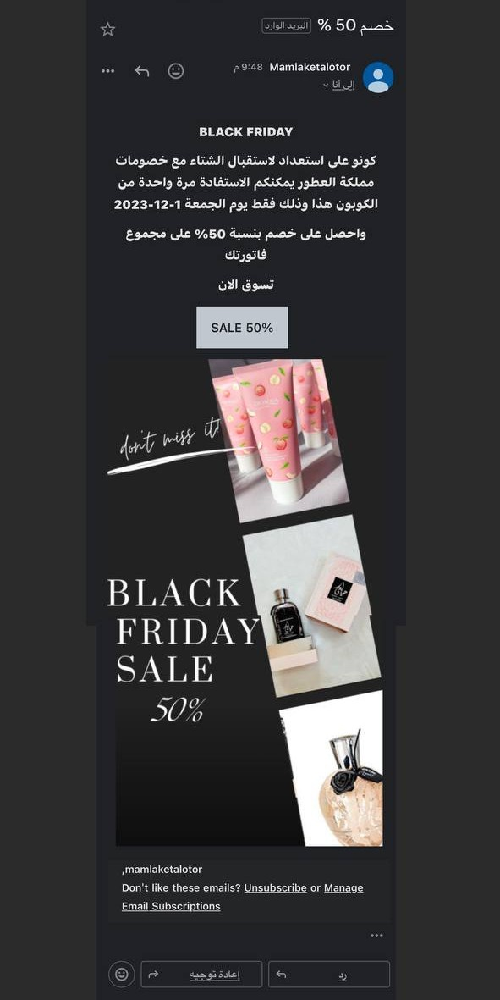 خصم 50 %
البريد الوارد
Mamlaketalotor 9:48 م
إلى أنا
BLACK FRIDAY
كونو على استعداد لاستقبال الشتاء مع خصومات
مملكة العطور يمكنكم الاستفادة مرة واحدة من
الكوبون هذا وذلك فقط يوم الجمعة 1-12-2023
واحصل على خصم بنسبة 50% على مجموع
فاتورتك
تسوق الان
SALE 50%
don't miss it!
BLACK
FRIDAY
SALE
50%
,mamlaketalotor
Don't like these emails? Unsubscribe or Manage
Email Subscriptions
رد
إعادة توجيه